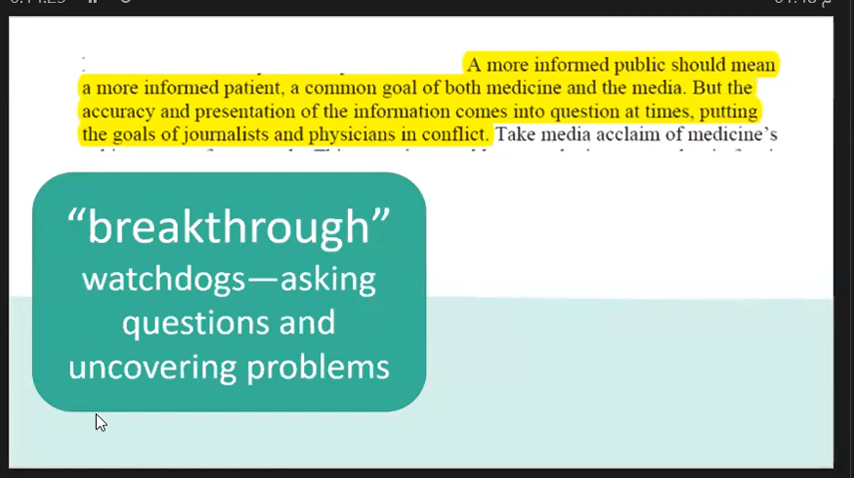 A more informed public should mean
a more informed patient, a common goal of both medicine and the media. But the
accuracy and presentation of the information comes into question at times, putting
the goals of journalists and physicians in conflict. Take media acclaim of medicine’s
“breakthrough”
watchdogs—asking
questions and
uncovering problems